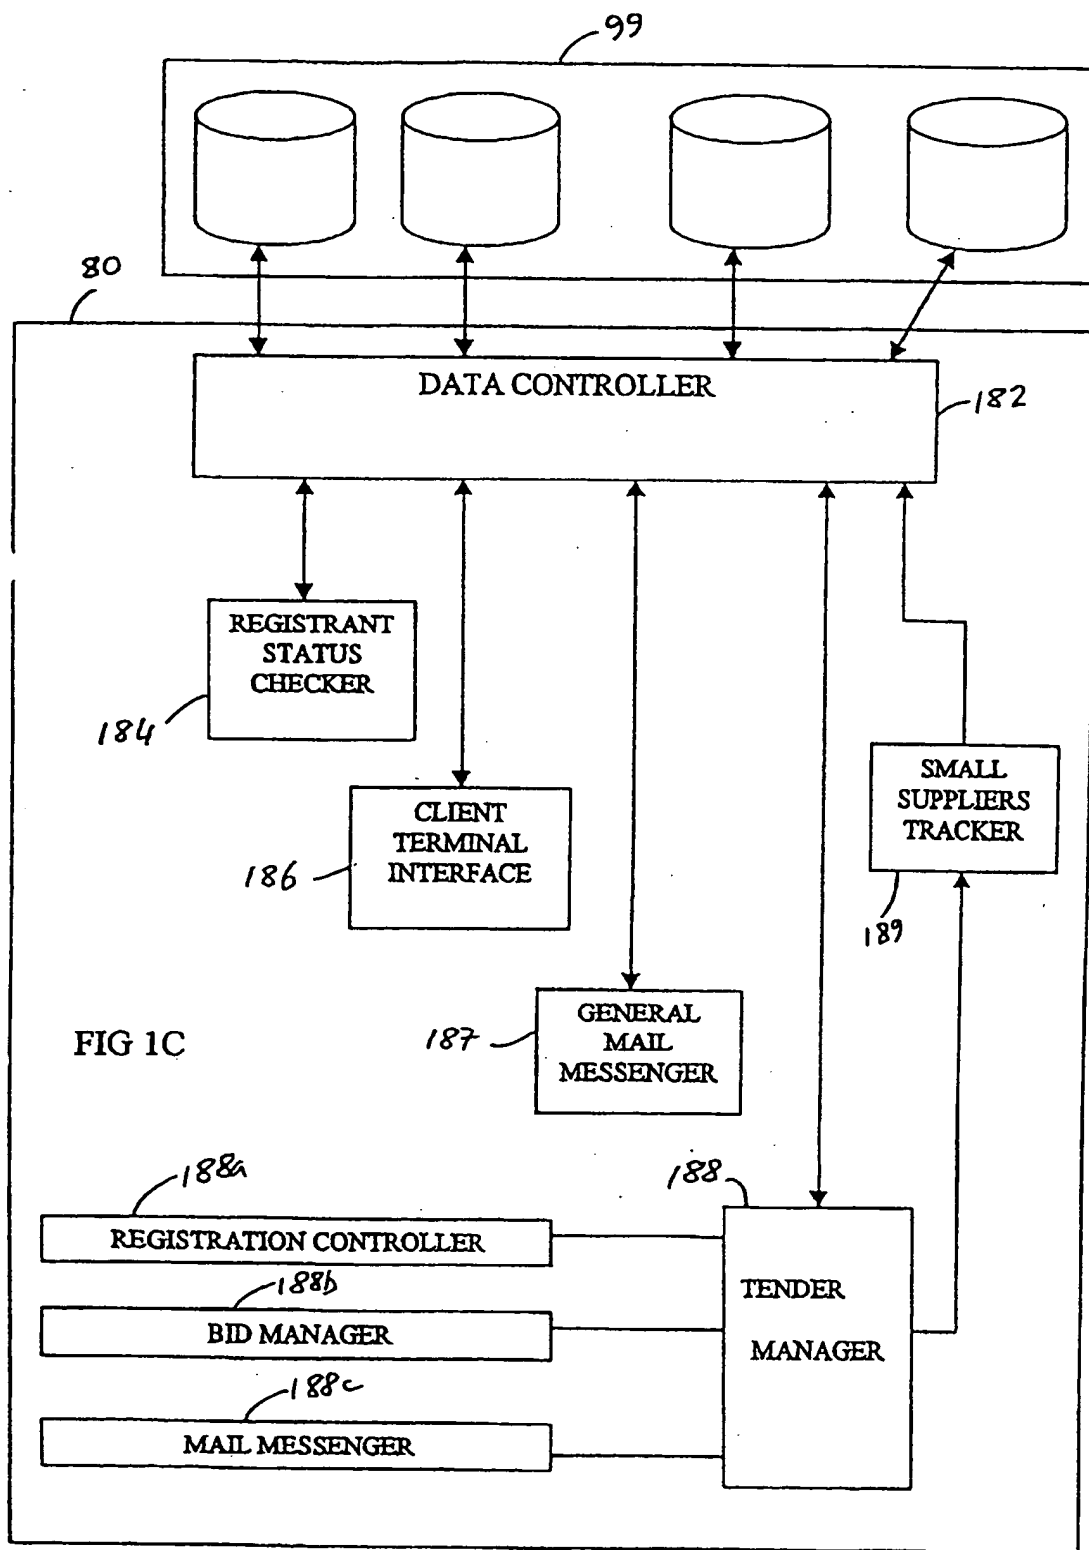 99
80
DATA CONTROLLER
182
REGISTRANT
STATUS
CHECKER
184
SMALL
SUPPLIERS
TRACKER
189
CLIENT
TERMINAL
INTERFACE
186
GENERAL
MAIL
MESSENGER
187
FIG 1C
188a
REGISTRATION CONTROLLER
188b
BID MANAGER
188c
MAIL MESSENGER
188
TENDER
MANAGER